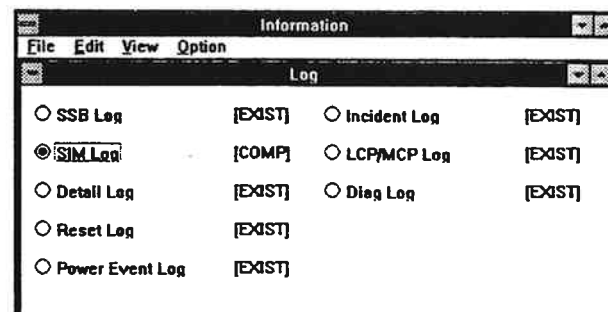 Information
File Edit View Option
Log
SSB Log [EXIST] Incident Log [EXIST]
SIM Log [COMP] LCP/MCP Log [EXIST]
Detail Log [EXIST] Diag Log [EXIST]
Reset Log [EXIST]
Power Event Log [EXIST]